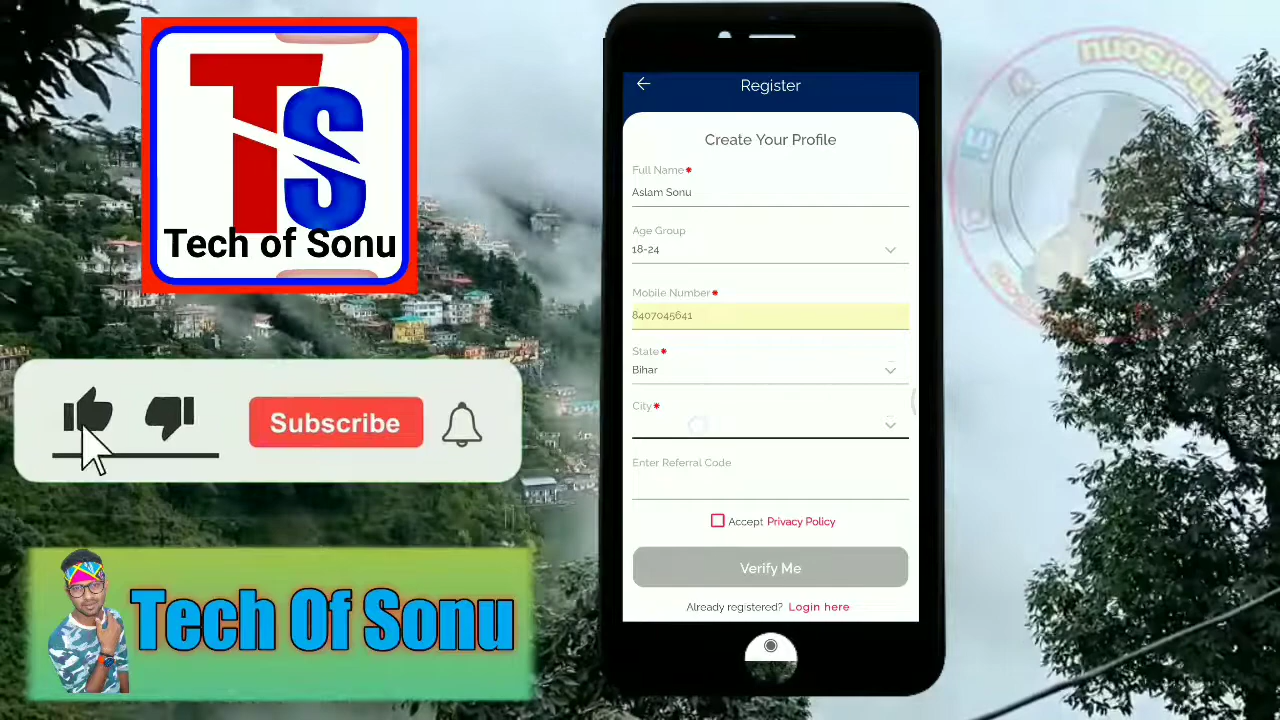 TS
Tech of Sonu
Subscribe
Tech Of Sonu
Register
Create Your Profile
Full Name*
Aslam Sonu
Age Group
18-24
Mobile Number*
8407045641
State*
Bihar
City*
Enter Referral Code
Accept Privacy Policy
Verify Me
Already registered? Login here